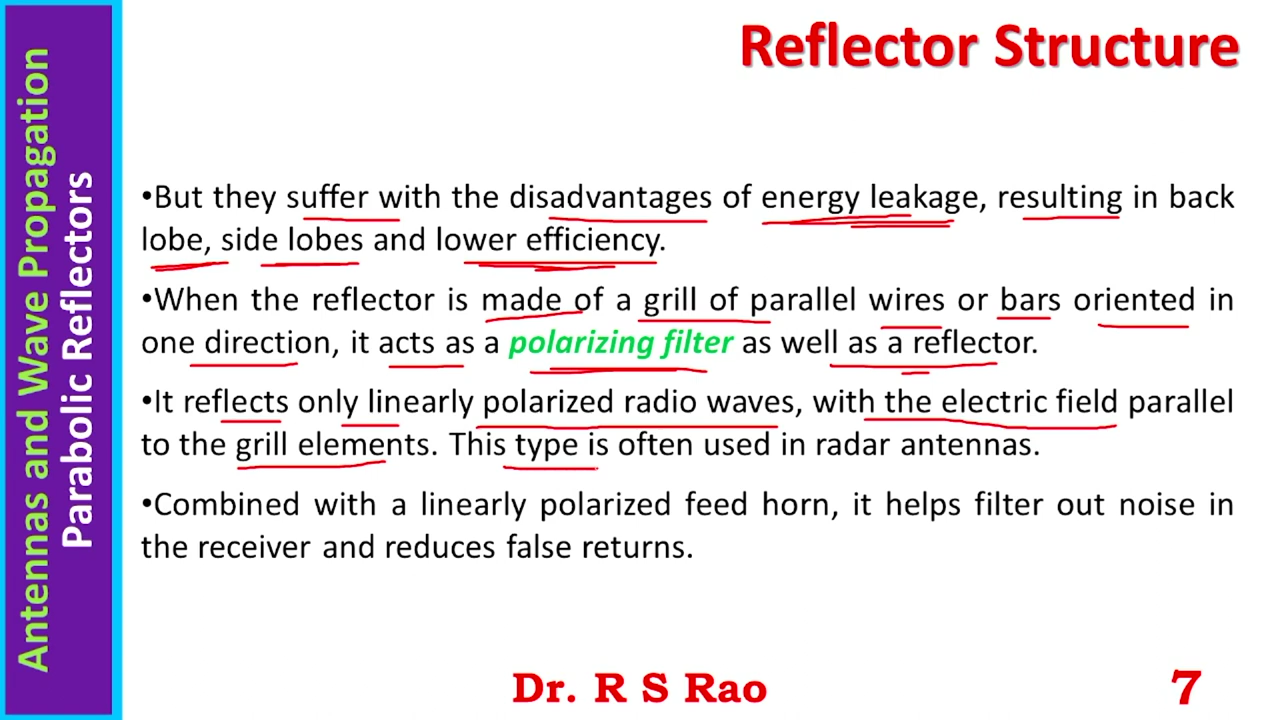 Antennas and Wave Propagation
Parabolic Reflectors
Reflector Structure
•But they suffer with the disadvantages of energy leakage, resulting in back
lobe, side lobes and lower efficiency.
•When the reflector is made of a grill of parallel wires or bars oriented in
one direction, it acts as a polarizing filter as well as a reflector.
•It reflects only linearly polarized radio waves, with the electric field parallel
to the grill elements. This type is often used in radar antennas.
•Combined with a linearly polarized feed horn, it helps filter out noise in
the receiver and reduces false returns.
Dr. R S Rao
7